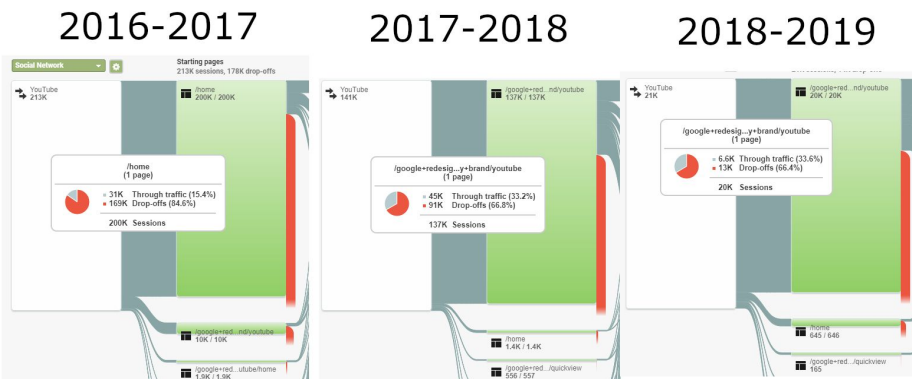 2016-2017
Social Network
Starting pages
213K sessions, 178K drop-offs
YouTube
213K
/home
200K / 200K
/home
(1 page)
31K Through traffic (15.4%)
169K Drop-offs (84.6%)
200K Sessions
/google+red...nd/youtube
10K / 10K
/google+red...utube/home
1.9K / 1.9K
2017-2018
YouTube
141K
/google+red...nd/youtube
137K / 137K
/google+redesig...y+brand/youtube
(1 page)
45K Through traffic (33.2%)
91K Drop-offs (66.8%)
137K Sessions
/home
1.4K / 1.4K
/google+red.../quickview
556 / 557
2018-2019
YouTube
21K
/google+red...nd/youtube
20K / 20K
/google+redesig...y+brand/youtube
(1 page)
6.6K Through traffic (33.6%)
13K Drop-offs (66.4%)
20K Sessions
/home
645 / 646
/google+red.../quickview
165